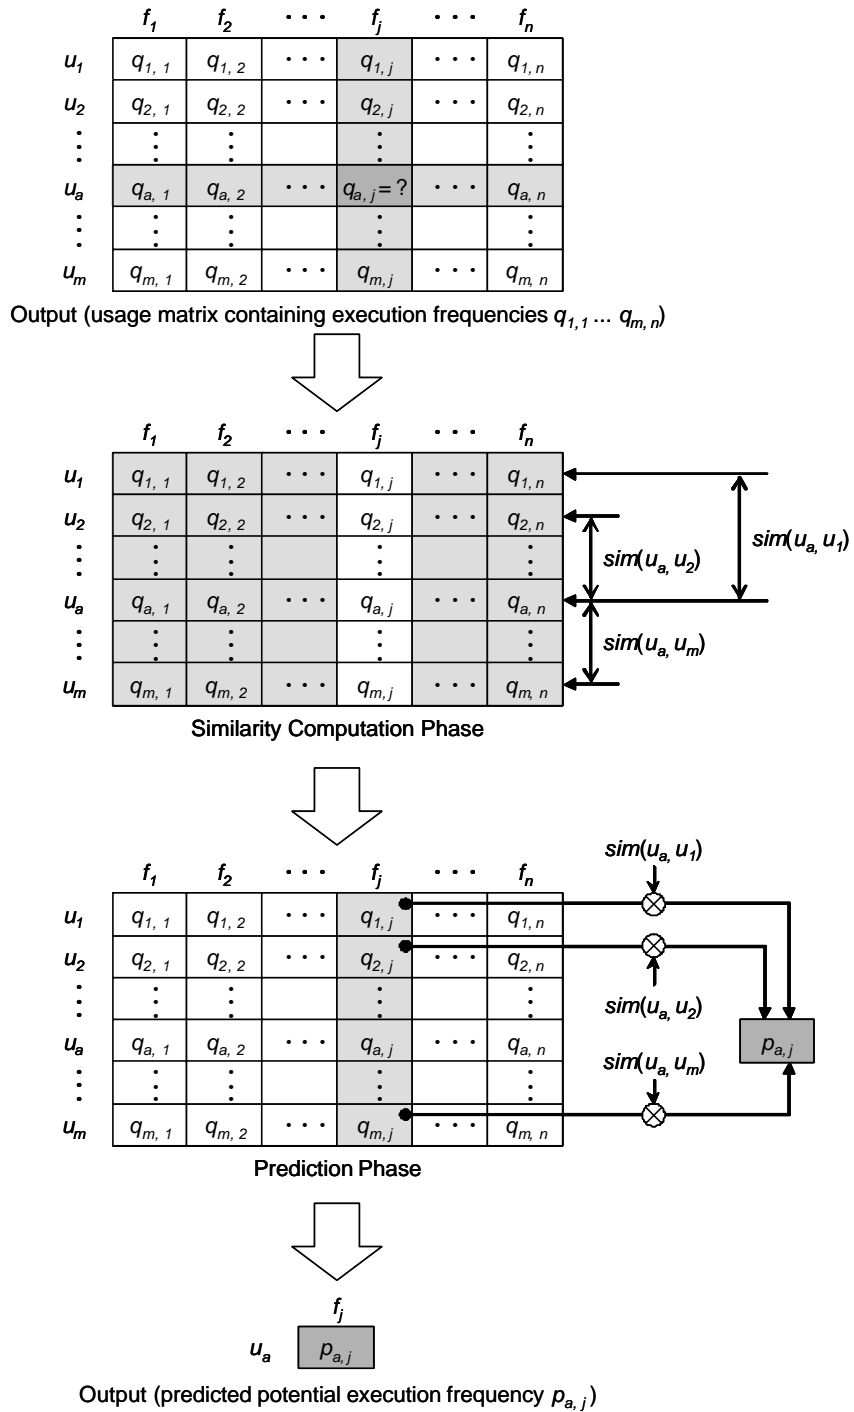 f1 f2 · · · fj · · · fn
u1 q1, 1 q1, 2 · · · q1, j · · · q1, n
u2 q2, 1 q2, 2 · · · q2, j · · · q2, n
⋮ ⋮ ⋮ ⋮ ⋮
ua qa, 1 qa, 2 · · · qa, j = ? · · · qa, n
⋮ ⋮ ⋮ ⋮ ⋮
um qm, 1 qm, 2 · · · qm, j · · · qm, n
Output (usage matrix containing execution frequencies q1,1 ... qm, n)
f1 f2 · · · fj · · · fn
u1 q1, 1 q1, 2 · · · q1, j · · · q1, n
u2 q2, 1 q2, 2 · · · q2, j · · · q2, n
sim(ua, u1)
sim(ua, u2)
⋮ ⋮ ⋮ ⋮ ⋮
ua qa, 1 qa, 2 · · · qa, j · · · qa, n
⋮ ⋮ ⋮ ⋮ ⋮
sim(ua, um)
um qm, 1 qm, 2 · · · qm, j · · · qm, n
Similarity Computation Phase
sim(ua, u1)
f1 f2 · · · fj · · · fn
u1 q1, 1 q1, 2 · · · q1, j · · · q1, n
u2 q2, 1 q2, 2 · · · q2, j · · · q2, n
sim(ua, u2)
⋮ ⋮ ⋮ ⋮ ⋮
ua qa, 1 qa, 2 · · · qa, j · · · qa, n
pa, j
sim(ua, um)
⋮ ⋮ ⋮ ⋮ ⋮
um qm, 1 qm, 2 · · · qm, j · · · qm, n
Prediction Phase
fj
ua pa, j
Output (predicted potential execution frequency pa, j)